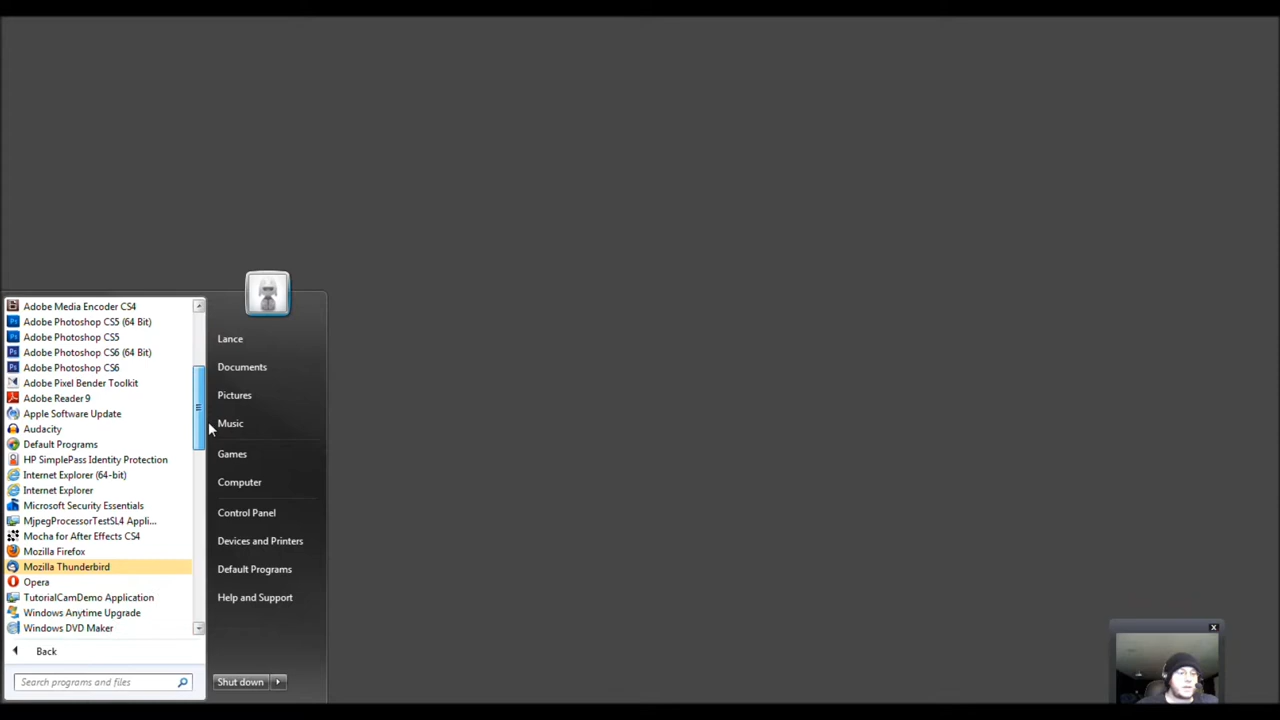 Adobe Media Encoder CS4
Adobe Photoshop CS5 (64 Bit)
Adobe Photoshop CS5
Adobe Photoshop CS6 (64 Bit)
Adobe Photoshop CS6
Adobe Pixel Bender Toolkit
Adobe Reader 9
Apple Software Update
Audacity
Default Programs
HP SimplePass Identity Protection
Internet Explorer (64-bit)
Internet Explorer
Microsoft Security Essentials
MjpegProcessorTestSL4 Appli...
Mocha for After Effects CS4
Mozilla Firefox
Mozilla Thunderbird
Opera
TutorialCamDemo Application
Windows Anytime Upgrade
Windows DVD Maker
Back
Search programs and files
Lance
Documents
Pictures
Music
Games
Computer
Control Panel
Devices and Printers
Default Programs
Help and Support
Shut down